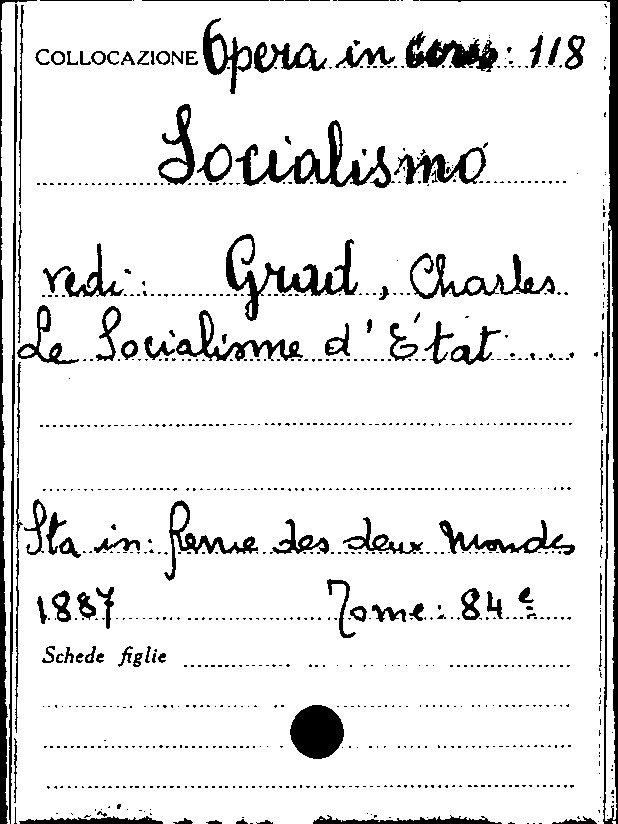 COLLOCAZIONE Opera in corso: 118
Socialismo
vedi: Grad, Charles
Le Socialisme d'État.....
Sta in: Revue des deux Mondes
1887 Tome: 84 e
Schede figlie